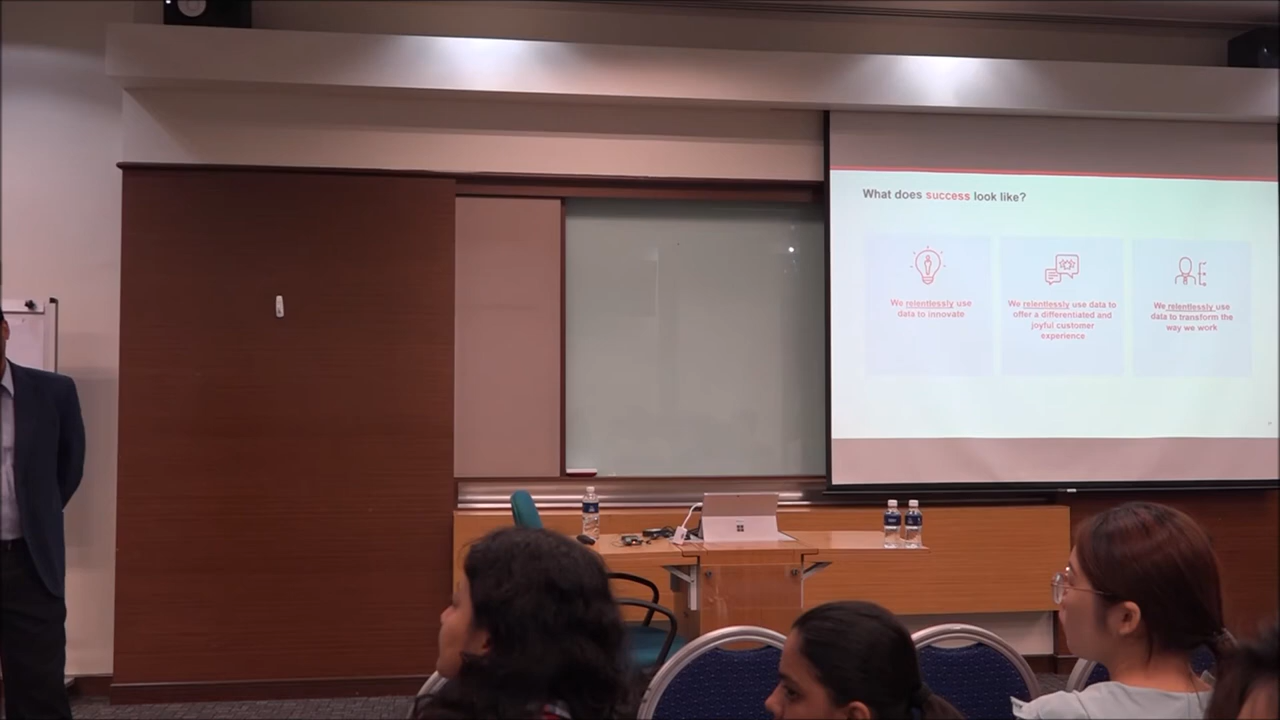 What does success look like?
We relentlessly use
data to innovate
We relentlessly use data to
offer a differentiated and
joyful customer
experience
We relentlessly use
data to transform the
way we work